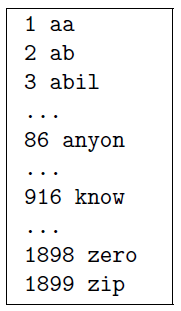 1 aa
2 ab
3 abil
...
86 anyon
...
916 know
...
1898 zero
1899 zip